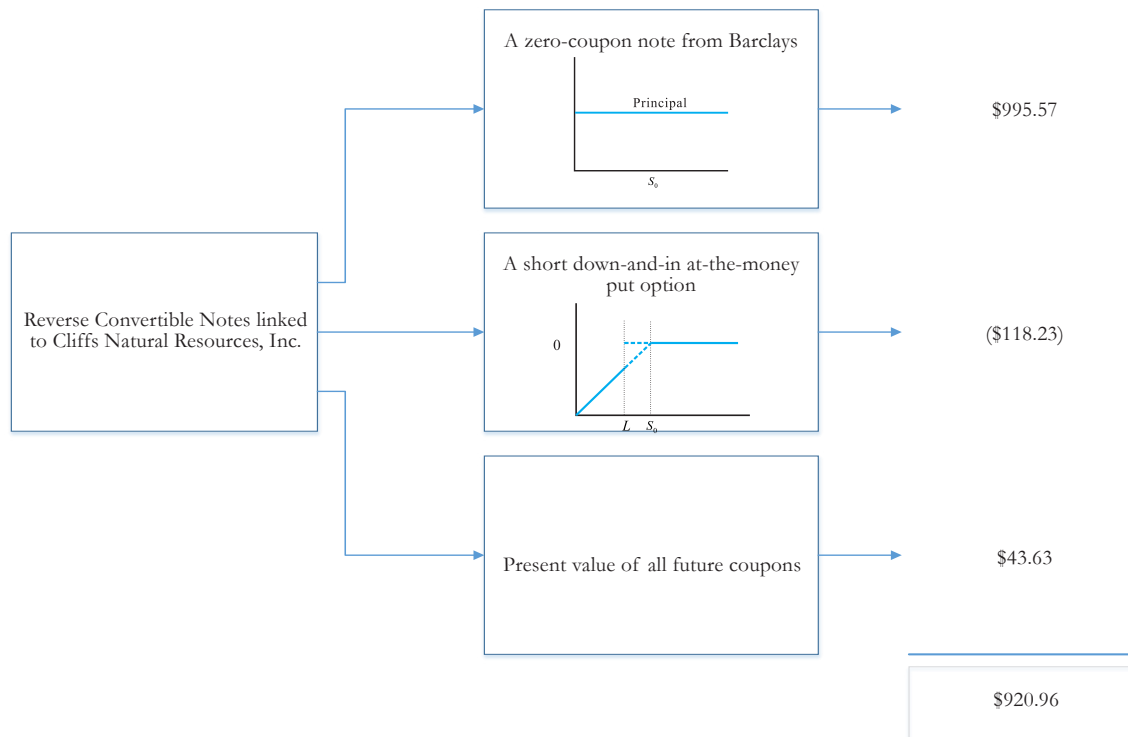 A zero-coupon note from Barclays
Principal
S₀
$995.57
Reverse Convertible Notes linked
to Cliffs Natural Resources, Inc.
A short down-and-in at-the-money
put option
0
L S₀
($118.23)
Present value of all future coupons
$43.63
$920.96